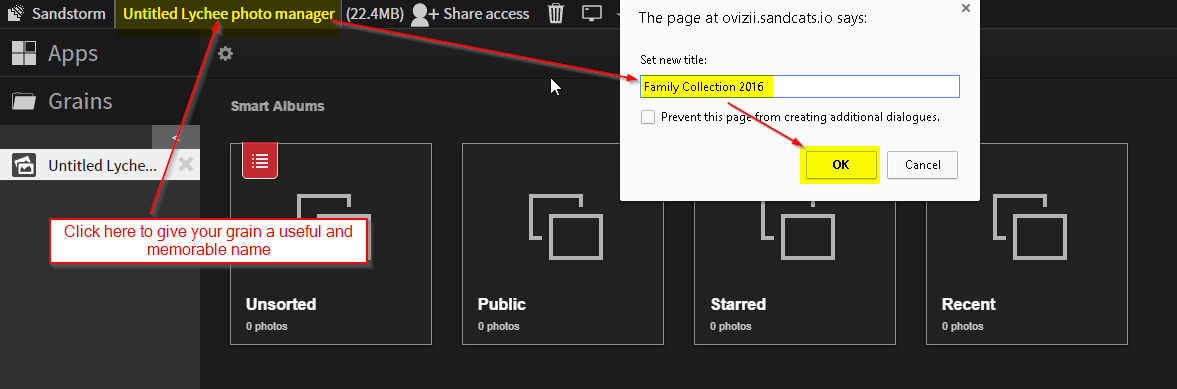 Sandstorm
Untitled Lychee photo manager
(22.4MB)
Share access
The page at ovizii.sandcats.io says:
Set new title:
Family Collection 2016
Prevent this page from creating additional dialogues.
OK
Cancel
Apps
Grains
<
Untitled Lyche...
Smart Albums
Click here to give your grain a useful and
memorable name
Unsorted
0 photos
Public
0 photos
Starred
0 photos
Recent
0 photos